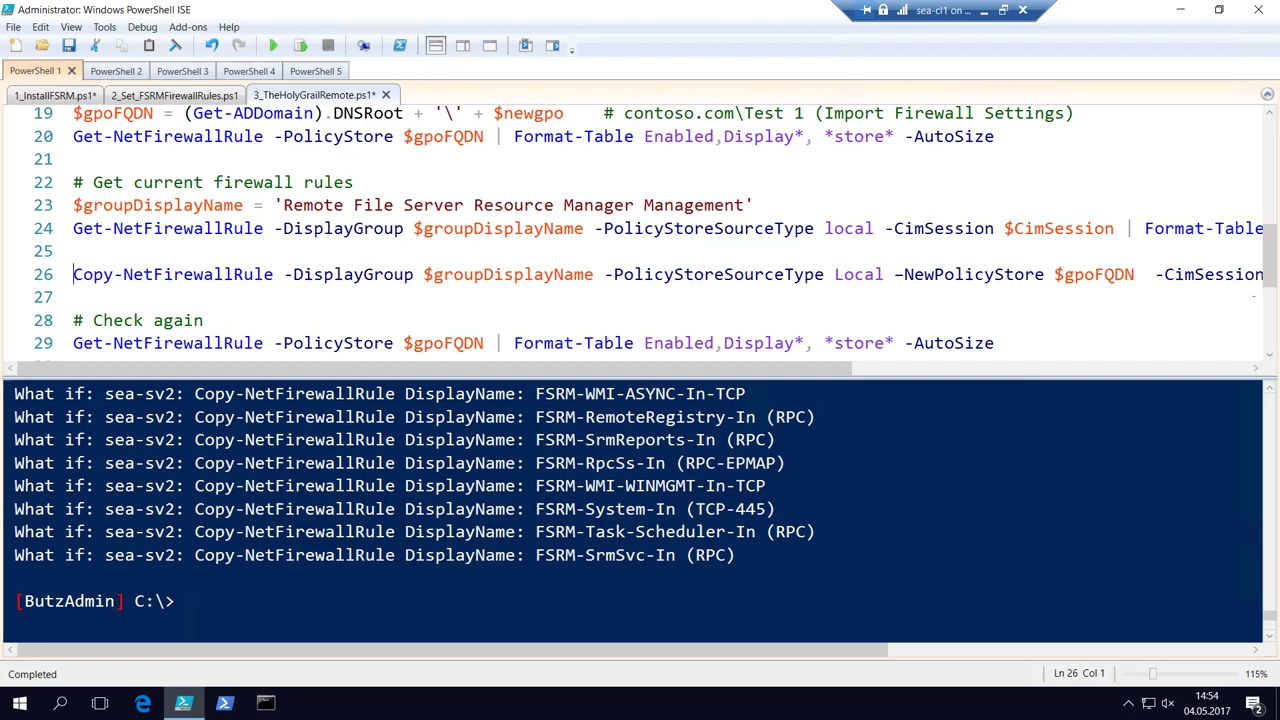 Administrator: Windows PowerShell ISE
sea-cl1 on ...
File Edit View Tools Debug Add-ons Help
PowerShell 1 PowerShell 2 PowerShell 3 PowerShell 4 PowerShell 5
1_InstallFSRM.ps1* 2_Set_FSRMFirewallRules.ps1 3_TheHolyGrailRemote.ps1*
19 $gpoFQDN = (Get-ADDomain).DNSRoot + '\' + $newgpo # contoso.com\Test 1 (Import Firewall Settings)
20 Get-NetFirewallRule -PolicyStore $gpoFQDN | Format-Table Enabled,Display*, *store* -AutoSize
21
22 # Get current firewall rules
23 $groupDisplayName = 'Remote File Server Resource Manager Management'
24 Get-NetFirewallRule -DisplayGroup $groupDisplayName -PolicyStoreSourceType local -CimSession $CimSession | Format-Table
25
26 Copy-NetFirewallRule -DisplayGroup $groupDisplayName -PolicyStoreSourceType Local –NewPolicyStore $gpoFQDN -CimSession
27
28 # Check again
29 Get-NetFirewallRule -PolicyStore $gpoFQDN | Format-Table Enabled,Display*, *store* -AutoSize
What if: sea-sv2: Copy-NetFirewallRule DisplayName: FSRM-WMI-ASYNC-In-TCP
What if: sea-sv2: Copy-NetFirewallRule DisplayName: FSRM-RemoteRegistry-In (RPC)
What if: sea-sv2: Copy-NetFirewallRule DisplayName: FSRM-SrmReports-In (RPC)
What if: sea-sv2: Copy-NetFirewallRule DisplayName: FSRM-RpcSs-In (RPC-EPMAP)
What if: sea-sv2: Copy-NetFirewallRule DisplayName: FSRM-WMI-WINMGMT-In-TCP
What if: sea-sv2: Copy-NetFirewallRule DisplayName: FSRM-System-In (TCP-445)
What if: sea-sv2: Copy-NetFirewallRule DisplayName: FSRM-Task-Scheduler-In (RPC)
What if: sea-sv2: Copy-NetFirewallRule DisplayName: FSRM-SrmSvc-In (RPC)
[ButzAdmin] C:\>
Completed
Ln 26 Col 1
115%
14:54
04.05.2017
2